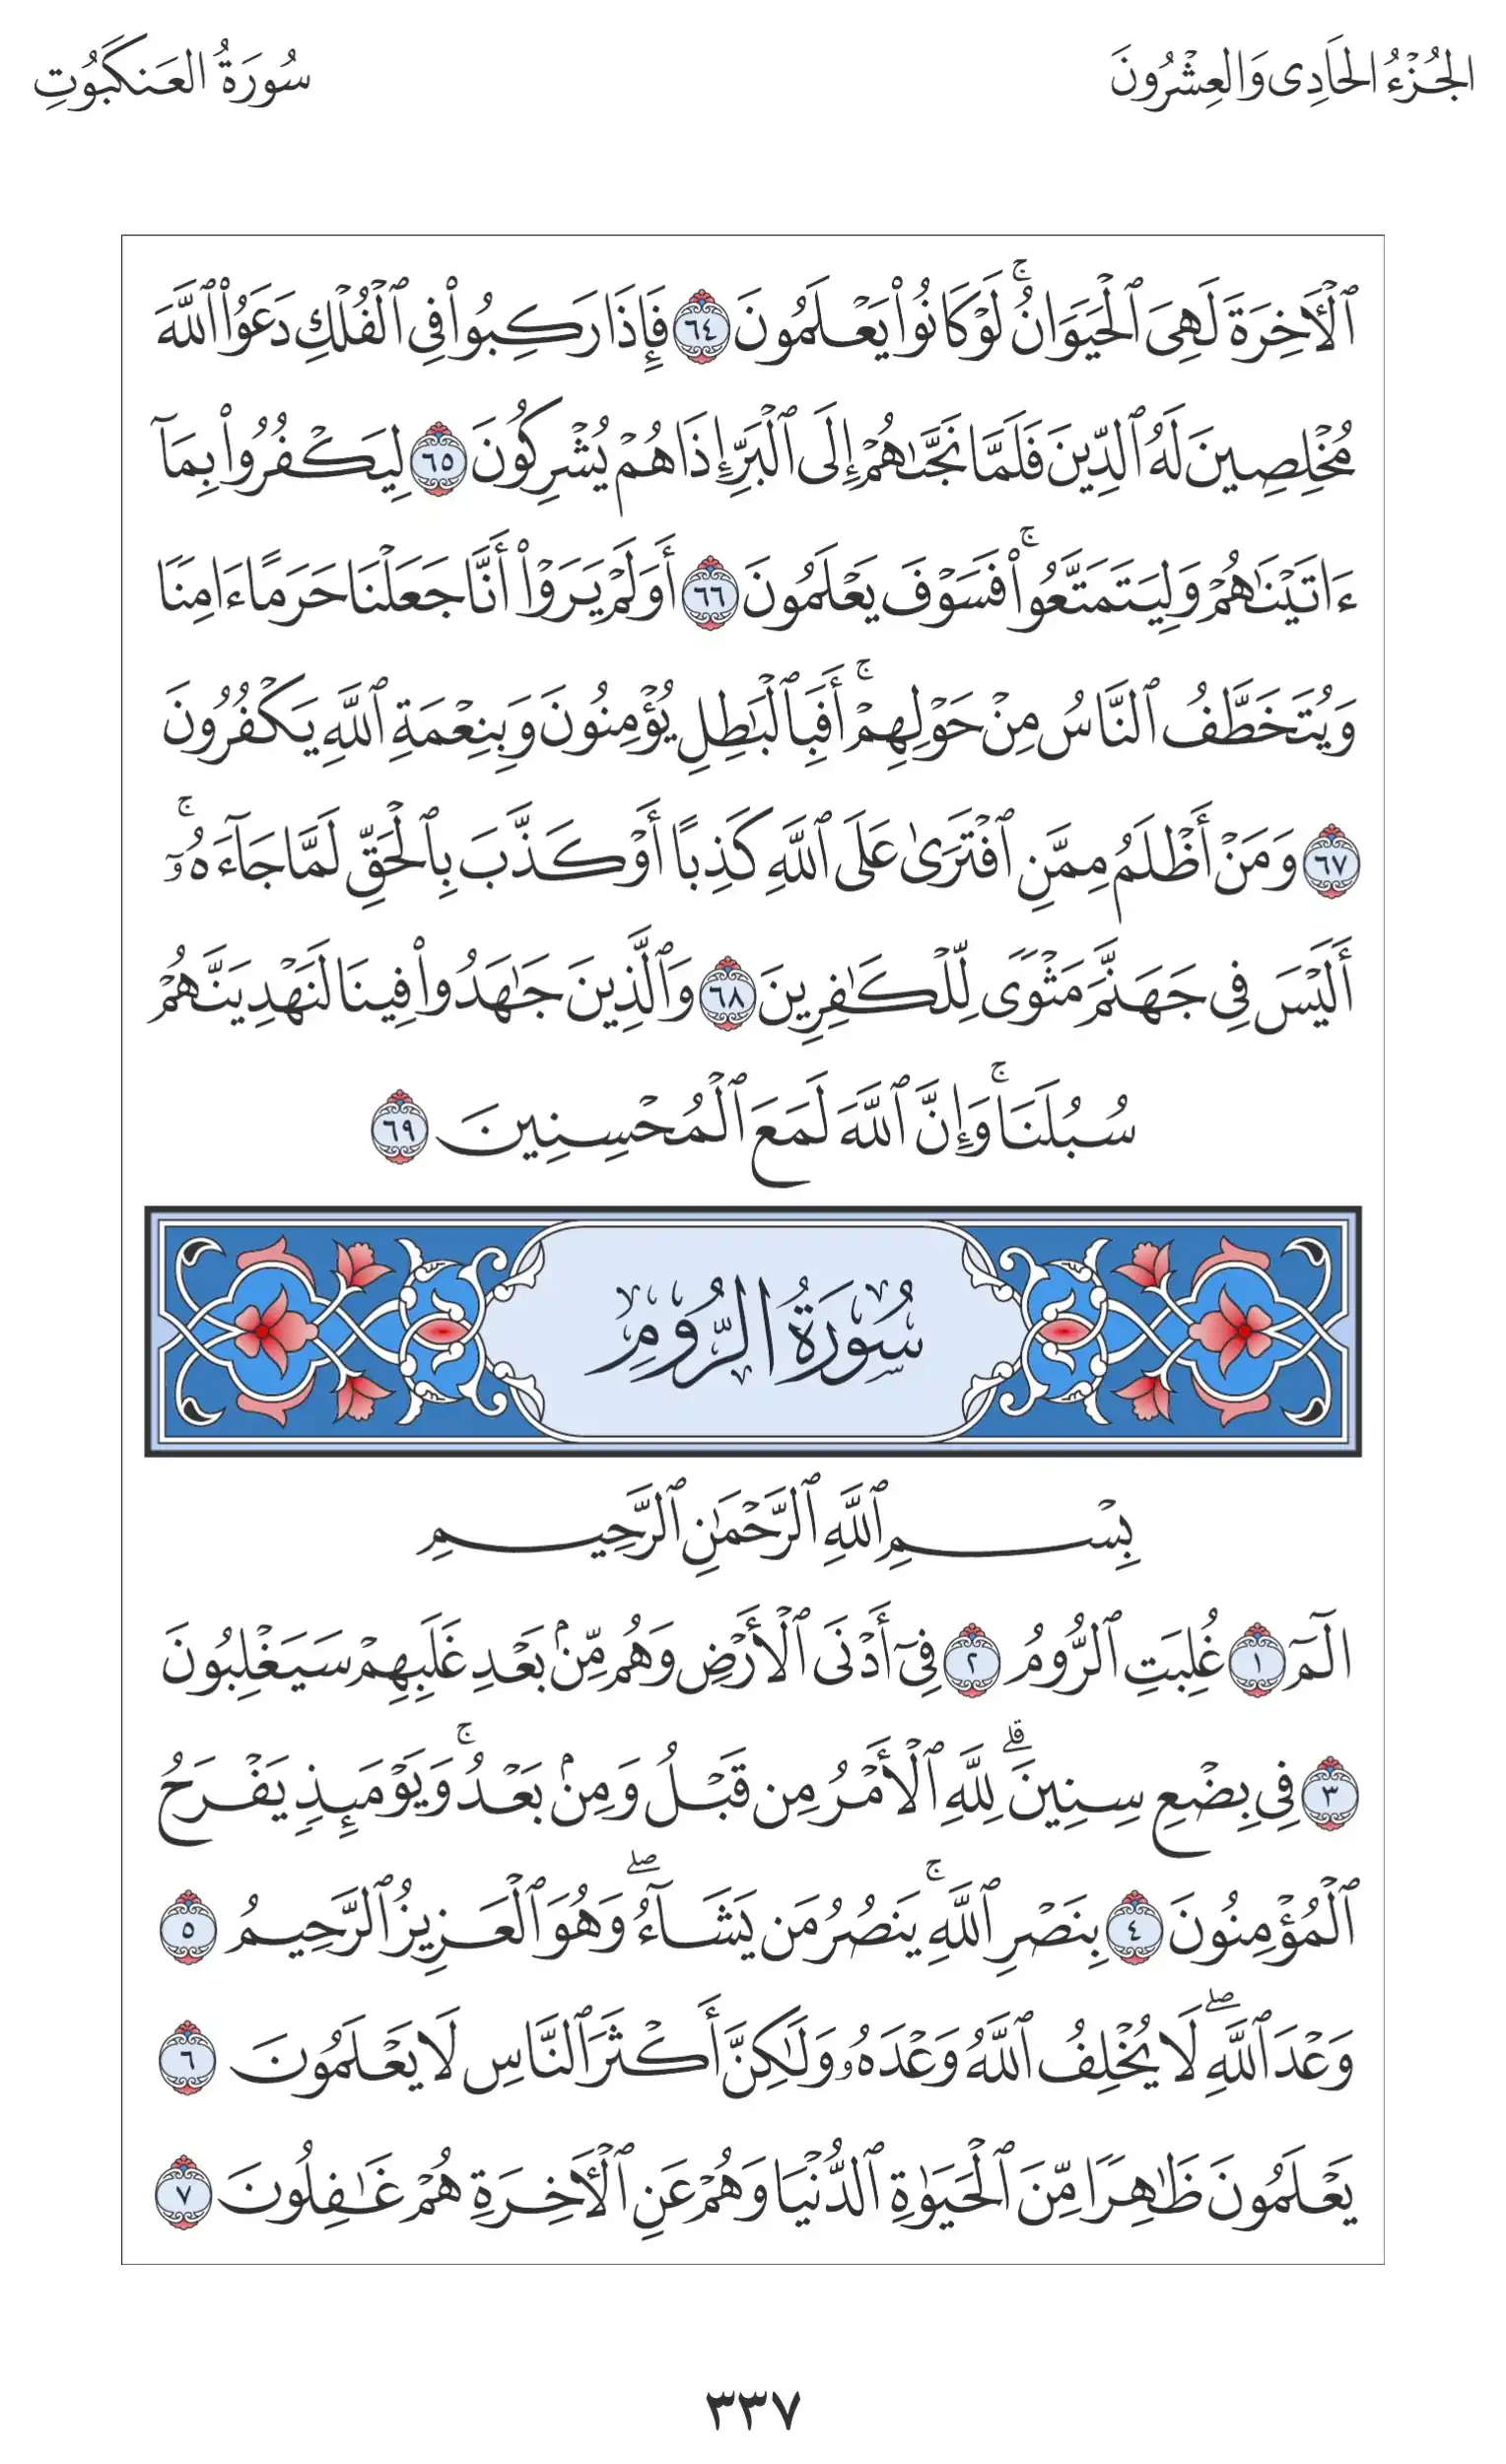 الجُزْءُ الحَادِى وَالعِشْرُونَ
سُورَةُ العَنكَبُوتِ
ٱلْأَخِرَةَ لَهِىَ ٱلْحَيَوَانُ ۚ لَوْ كَانُوا۟ يَعْلَمُونَ ٦٤ فَإِذَا رَكِبُوا۟ فِى ٱلْفُلْكِ دَعَوُا۟ ٱللَّهَ
مُخْلِصِينَ لَهُ ٱلدِّينَ فَلَمَّا نَجَّىٰهُمْ إِلَى ٱلْبَرِّ إِذَا هُمْ يُشْرِكُونَ ٦٥ لِيَكْفُرُوا۟ بِمَآ
ءَاتَيْنَٰهُمْ وَلِيَتَمَتَّعُوا۟ ۚ فَسَوْفَ يَعْلَمُونَ ٦٦ أَوَلَمْ يَرَوْا۟ أَنَّا جَعَلْنَا حَرَمًا ءَامِنًا
وَيُتَخَطَّفُ ٱلنَّاسُ مِنْ حَوْلِهِمْ ۚ أَفَبِٱلْبَٰطِلِ يُؤْمِنُونَ وَبِنِعْمَةِ ٱللَّهِ يَكْفُرُونَ
٦٧ وَمَنْ أَظْلَمُ مِمَّنِ ٱفْتَرَىٰ عَلَى ٱللَّهِ كَذِبًا أَوْ كَذَّبَ بِٱلْحَقِّ لَمَّا جَآءَهُۥٓ ۚ
أَلَيْسَ فِى جَهَنَّمَ مَثْوًى لِّلْكَٰفِرِينَ ٦٨ وَٱلَّذِينَ جَٰهَدُوا۟ فِينَا لَنَهْدِيَنَّهُمْ
سُبُلَنَا ۚ وَإِنَّ ٱللَّهَ لَمَعَ ٱلْمُحْسِنِينَ ٦٩
سُورَةُ الرُّومِ
بِسْمِ ٱللَّهِ ٱلرَّحْمَٰنِ ٱلرَّحِيمِ
الٓمٓ ١ غُلِبَتِ ٱلرُّومُ ٢ فِىٓ أَدْنَى ٱلْأَرْضِ وَهُم مِّنۢ بَعْدِ غَلَبِهِمْ سَيَغْلِبُونَ
٣ فِى بِضْعِ سِنِينَ ۗ لِلَّهِ ٱلْأَمْرُ مِن قَبْلُ وَمِنۢ بَعْدُ ۚ وَيَوْمَئِذٍ يَفْرَحُ
ٱلْمُؤْمِنُونَ ٤ بِنَصْرِ ٱللَّهِ ۚ يَنصُرُ مَن يَشَآءُ ۖ وَهُوَ ٱلْعَزِيزُ ٱلرَّحِيمُ ٥
وَعْدَ ٱللَّهِ ۖ لَا يُخْلِفُ ٱللَّهُ وَعْدَهُۥ وَلَٰكِنَّ أَكْثَرَ ٱلنَّاسِ لَا يَعْلَمُونَ ٦
يَعْلَمُونَ ظَٰهِرًا مِّنَ ٱلْحَيَوٰةِ ٱلدُّنْيَا وَهُمْ عَنِ ٱلْأَخِرَةِ هُمْ غَٰفِلُونَ ٧
٣٣٧